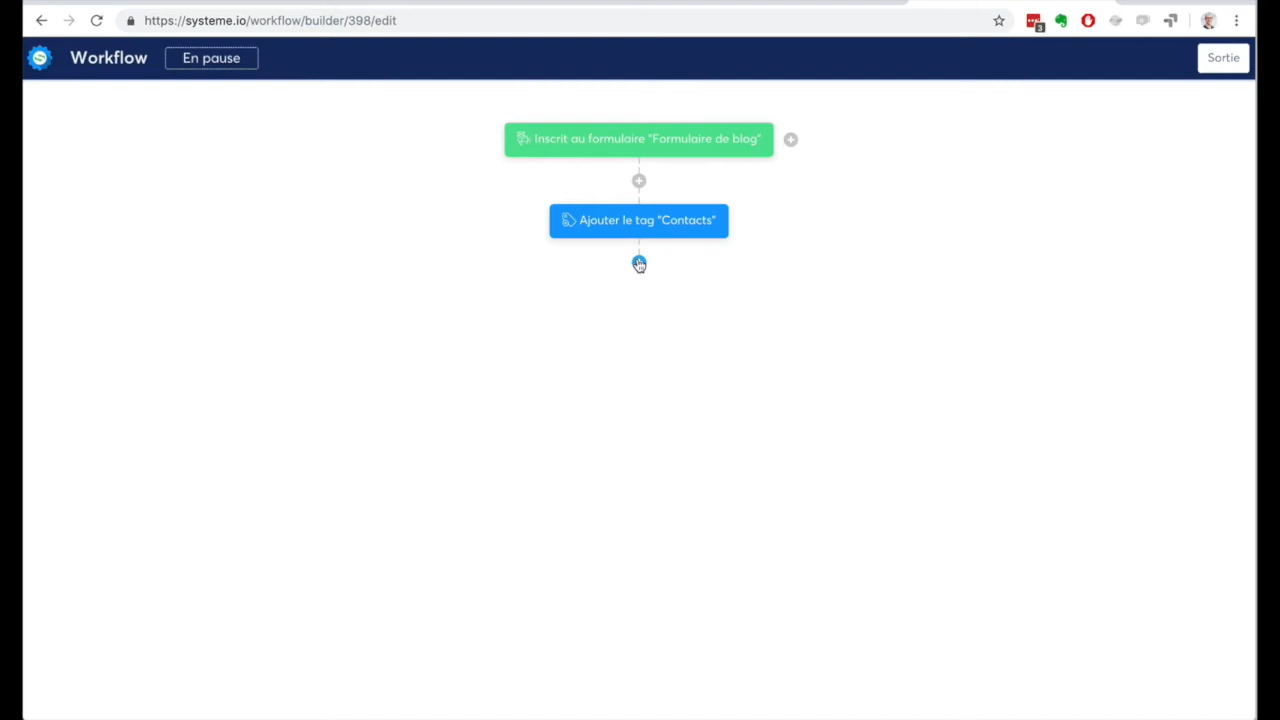 https://systeme.io/workflow/builder/398/edit
3
Workflow
En pause
Sortie
Inscrit au formulaire "Formulaire de blog"
Ajouter le tag "Contacts"